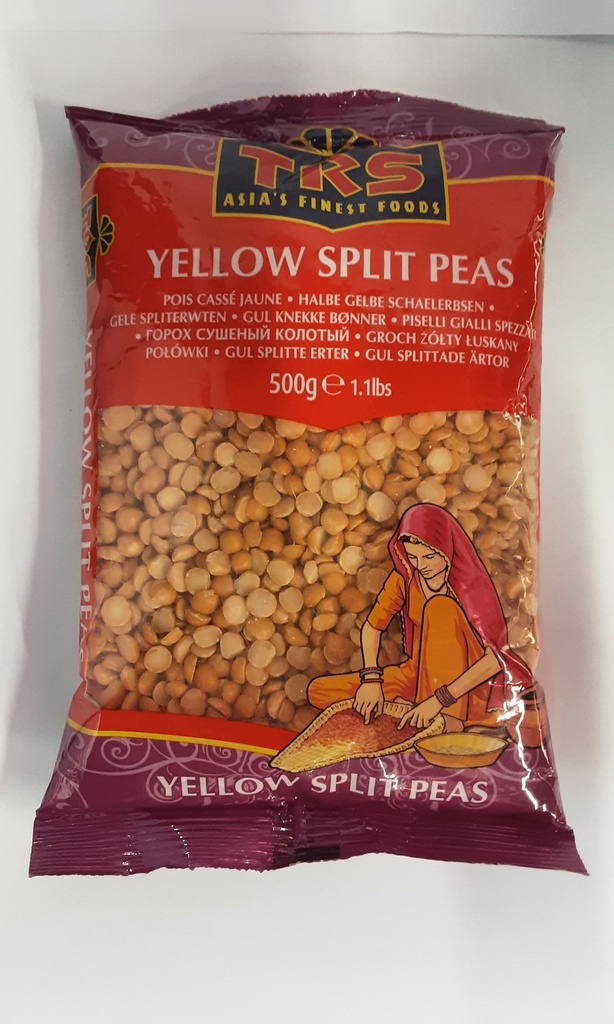 TRS
ASIA'S FINEST FOODS
YELLOW SPLIT PEAS
POIS CASSÉ JAUNE • HALBE GELBE SCHAELERBSEN •
GELE SPLITERWTEN • GUL KNEKKE BØNNER • PISELLI GIALLI
• ГОРОХ СУШЕНЫЙ КОЛОТЫЙ • GROCH ŻÓŁTY ŁUSKANY
POŁÓWKI • GUL SPLITTE ERTER • GUL SPLITTADE ÄRTOR
500g ℮ 1.1lbs
YELLOW SPLIT PEAS
YELLOW SPLIT PEAS